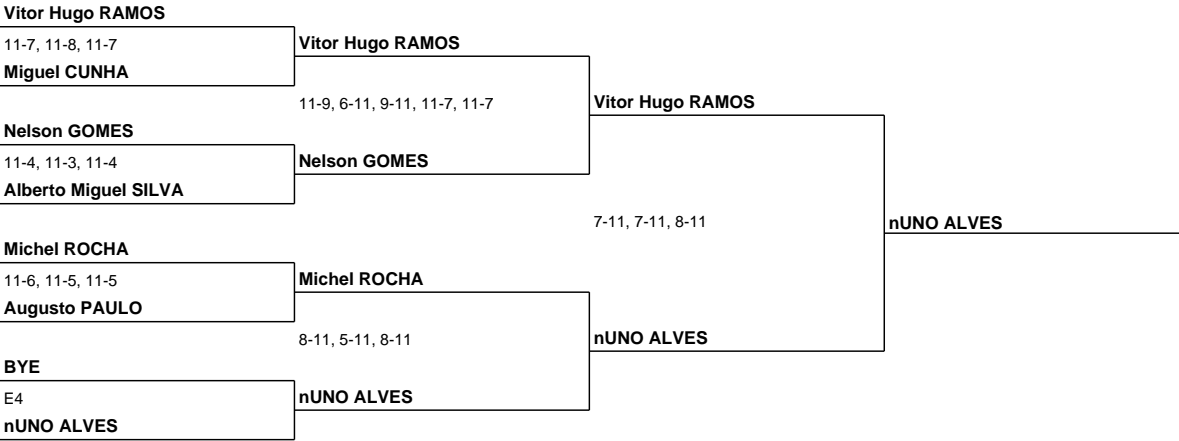 Vitor Hugo RAMOS
11-7, 11-8, 11-7
Vitor Hugo RAMOS
Miguel CUNHA
11-9, 6-11, 9-11, 11-7, 11-7
Vitor Hugo RAMOS
Nelson GOMES
11-4, 11-3, 11-4
Nelson GOMES
Alberto Miguel SILVA
7-11, 7-11, 8-11
nUNO ALVES
Michel ROCHA
11-6, 11-5, 11-5
Michel ROCHA
Augusto PAULO
8-11, 5-11, 8-11
nUNO ALVES
BYE
E4
nUNO ALVES
nUNO ALVES